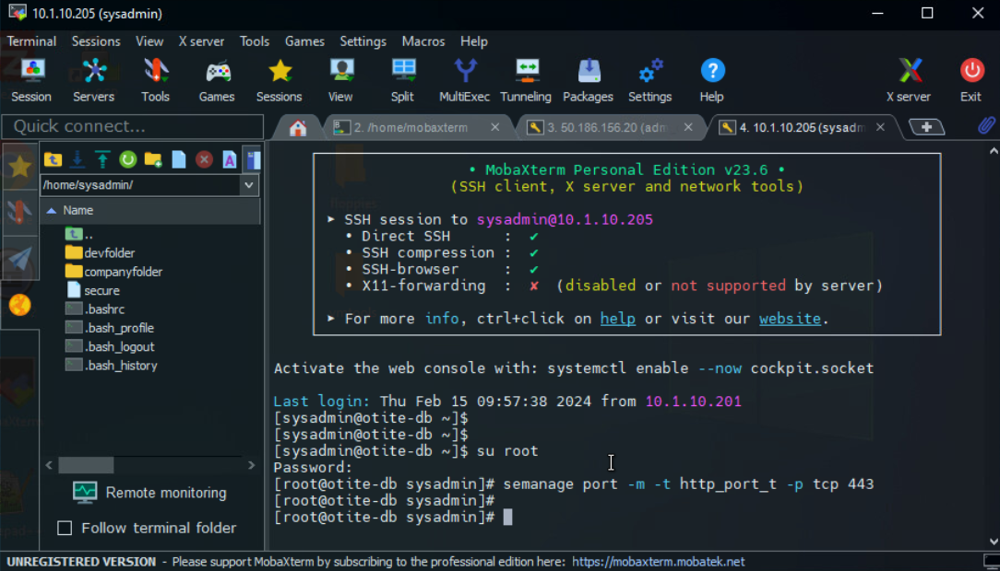 10.1.10.205 (sysadmin)
Terminal Sessions View X server Tools Games Settings Macros Help
Session Servers Tools Games Sessions View Split MultiExec Tunneling Packages Settings Help X server Exit
Quick connect...
2. /home/mobaxterm
3. 50.186.156.20 (adm
4. 10.1.10.205 (sysadm
/home/sysadmin/
Name
..
devfolder
companyfolder
secure
.bashrc
.bash_profile
.bash_logout
.bash_history
Remote monitoring
Follow terminal folder
• MobaXterm Personal Edition v23.6 •
(SSH client, X server and network tools)
➤ SSH session to sysadmin@10.1.10.205
• Direct SSH : ✔
• SSH compression : ✔
• SSH-browser : ✔
• X11-forwarding : ✘ (disabled or not supported by server)
➤ For more info, ctrl+click on help or visit our website.
Activate the web console with: systemctl enable --now cockpit.socket
Last login: Thu Feb 15 09:57:38 2024 from 10.1.10.201
[sysadmin@otite-db ~]$
[sysadmin@otite-db ~]$
[sysadmin@otite-db ~]$ su root
Password:
[root@otite-db sysadmin]# semanage port -m -t http_port_t -p tcp 443
[root@otite-db sysadmin]#
[root@otite-db sysadmin]#
UNREGISTERED VERSION - Please support MobaXterm by subscribing to the professional edition here: https://mobaxterm.mobatek.net